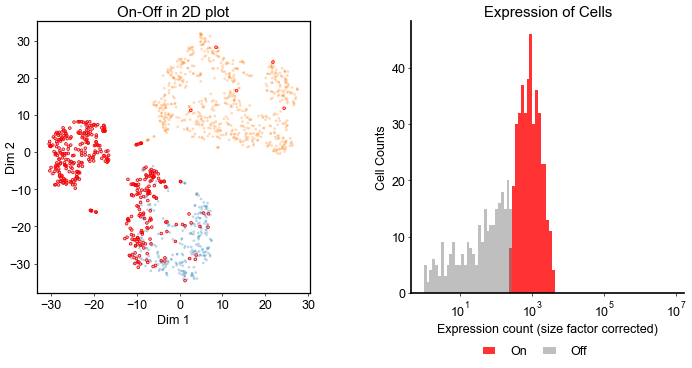 On-Off in 2D plot
Dim 2
30
20
10
0
−10
−20
−30
−30 −20 −10 0 10 20 30
Dim 1
Expression of Cells
Cell Counts
40
30
20
10
0
10^1 10^3 10^5 10^7
Expression count (size factor corrected)
On Off